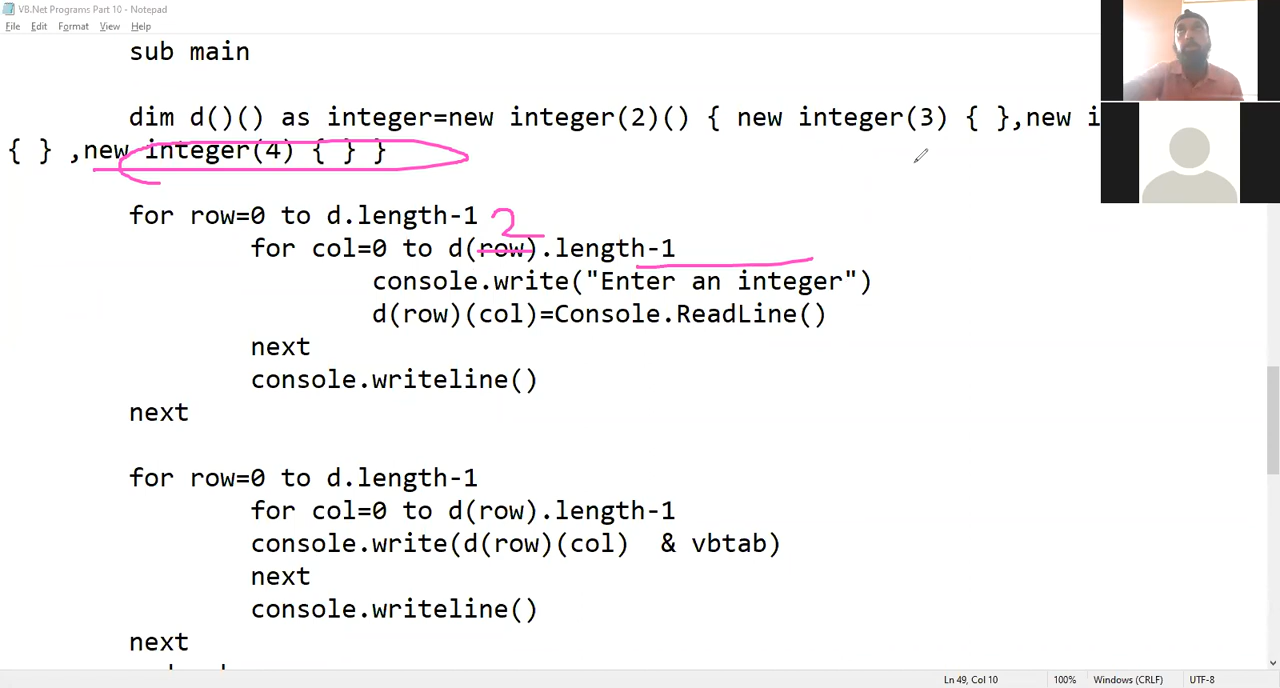 VB.Net Programs Part 10 - Notepad
File Edit Format View Help
sub main
dim d()() as integer=new integer(2)() { new integer(3) { },new i
{ } ,new integer(4) { } }
for row=0 to d.length-1
2
for col=0 to d(row).length-1
console.write("Enter an integer")
d(row)(col)=Console.ReadLine()
next
console.writeline()
next
for row=0 to d.length-1
for col=0 to d(row).length-1
console.write(d(row)(col)  & vbtab)
next
console.writeline()
next
Ln 49, Col 10 100% Windows (CRLF) UTF-8